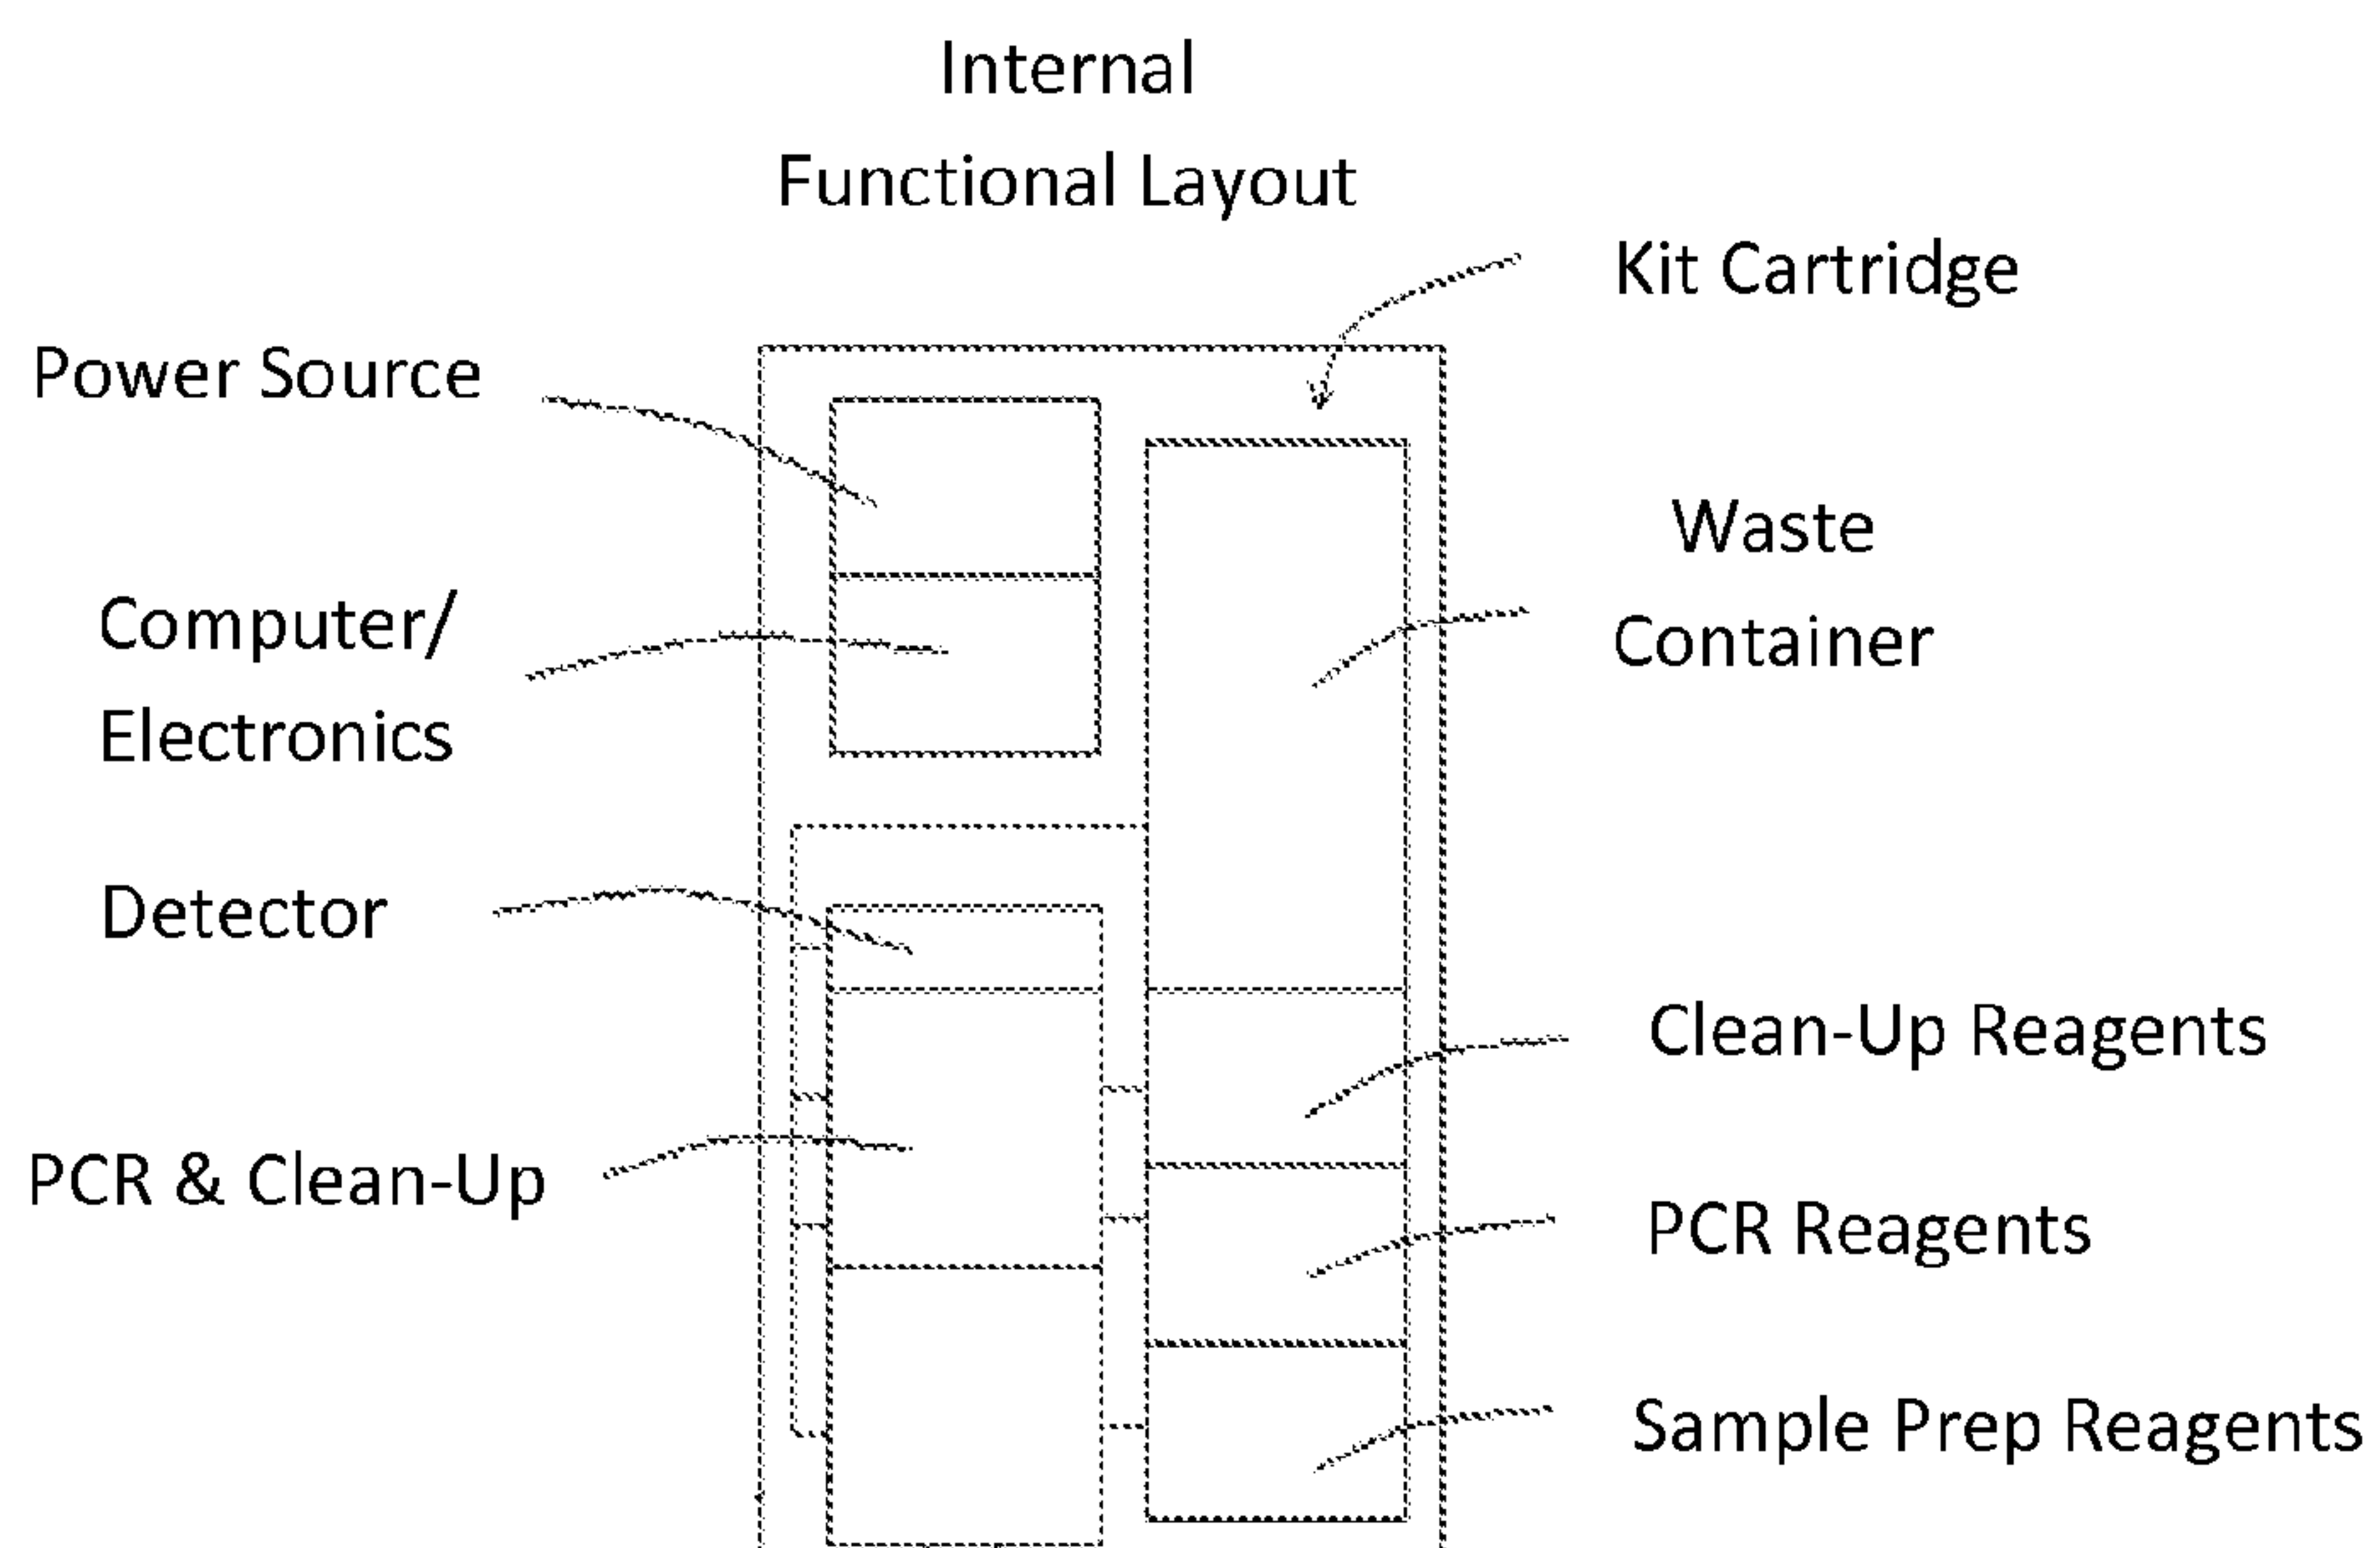 Internal
Functional Layout
Kit Cartridge
Power Source
Waste
Container
Computer/
Electronics
Detector
Clean-Up Reagents
PCR & Clean-Up
PCR Reagents
Sample Prep Reagents